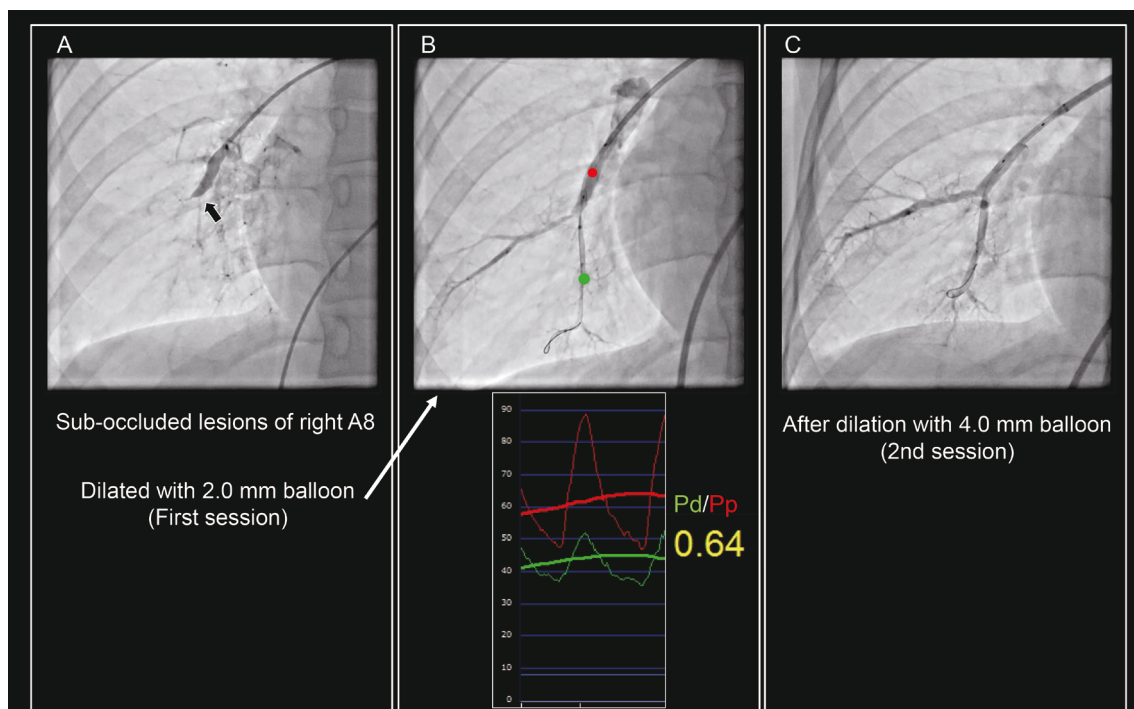 A
B
C
Sub-occluded lesions of right A8
Dilated with 2.0 mm balloon
(First session)
After dilation with 4.0 mm balloon
(2nd session)
90
80
70
60
50
40
30
20
10
0
Pd/Pp
0.64